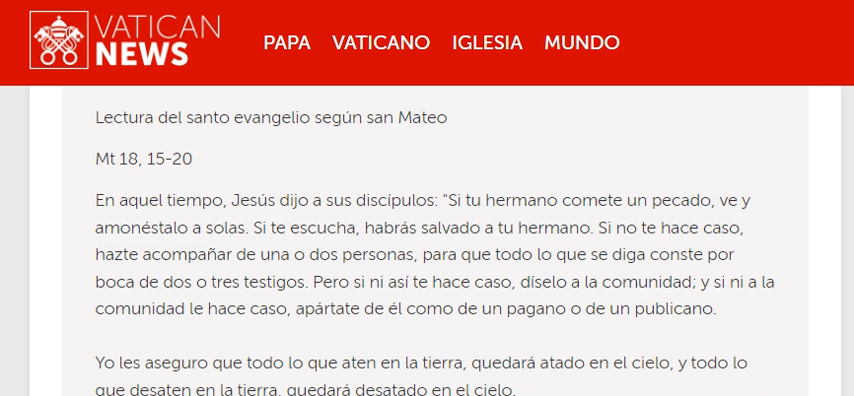 VATICAN
NEWS
PAPA VATICANO IGLESIA MUNDO
Lectura del santo evangelio según san Mateo
Mt 18, 15-20
En aquel tiempo, Jesús dijo a sus discípulos: "Si tu hermano comete un pecado, ve y
amonéstalo a solas. Si te escucha, habrás salvado a tu hermano. Si no te hace caso,
hazte acompañar de una o dos personas, para que todo lo que se diga conste por
boca de dos o tres testigos. Pero si ni así te hace caso, díselo a la comunidad; y si ni a la
comunidad le hace caso, apártate de él como de un pagano o de un publicano.
Yo les aseguro que todo lo que aten en la tierra, quedará atado en el cielo, y todo lo
que desaten en la tierra, quedará desatado en el cielo.